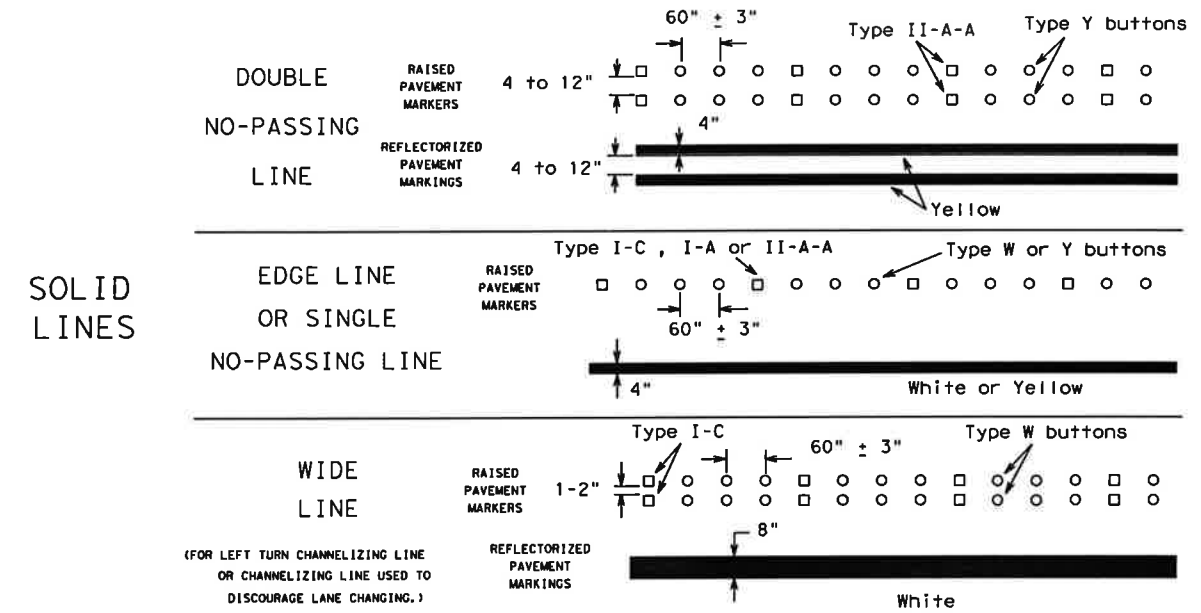 60" ± 3"
Type II-A-A
Type Y buttons
DOUBLE
NO-PASSING
LINE
RAISED
PAVEMENT
MARKERS
4 to 12"
4"
REFLECTORIZED
PAVEMENT
MARKINGS
4 to 12"
Yellow
SOLID
LINES
EDGE LINE
OR SINGLE
NO-PASSING LINE
RAISED
PAVEMENT
MARKERS
Type I-C , I-A or II-A-A
Type W or Y buttons
60" ± 3"
4"
White or Yellow
WIDE
LINE
(FOR LEFT TURN CHANNELIZING LINE
OR CHANNELIZING LINE USED TO
DISCOURAGE LANE CHANGING.)
RAISED
PAVEMENT
MARKERS
Type I-C
60" ± 3"
Type W buttons
1-2"
REFLECTORIZED
PAVEMENT
MARKINGS
8"
White